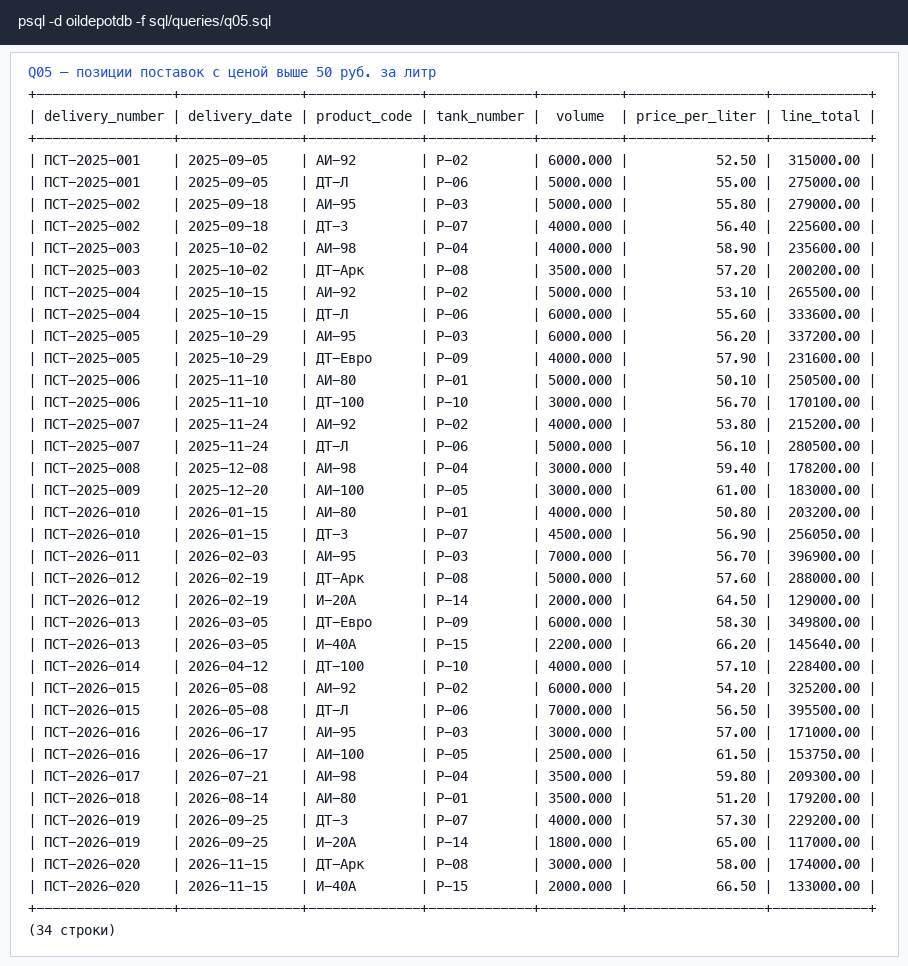 psql -d oildepotdb -f sql/queries/q05.sql
Q05 — позиции поставок с ценой выше 50 руб. за литр
+-----------------+---------------+--------------+-------------+----------+-----------------+------------+
| delivery_number | delivery_date | product_code | tank_number |  volume  | price_per_liter | line_total |
+-----------------+---------------+--------------+-------------+----------+-----------------+------------+
| ПСТ-2025-001    | 2025-09-05    | АИ-92        | Р-02        | 6000.000 |           52.50 |  315000.00 |
| ПСТ-2025-001    | 2025-09-05    | ДТ-Л         | Р-06        | 5000.000 |           55.00 |  275000.00 |
| ПСТ-2025-002    | 2025-09-18    | АИ-95        | Р-03        | 5000.000 |           55.80 |  279000.00 |
| ПСТ-2025-002    | 2025-09-18    | ДТ-З         | Р-07        | 4000.000 |           56.40 |  225600.00 |
| ПСТ-2025-003    | 2025-10-02    | АИ-98        | Р-04        | 4000.000 |           58.90 |  235600.00 |
| ПСТ-2025-003    | 2025-10-02    | ДТ-Арк       | Р-08        | 3500.000 |           57.20 |  200200.00 |
| ПСТ-2025-004    | 2025-10-15    | АИ-92        | Р-02        | 5000.000 |           53.10 |  265500.00 |
| ПСТ-2025-004    | 2025-10-15    | ДТ-Л         | Р-06        | 6000.000 |           55.60 |  333600.00 |
| ПСТ-2025-005    | 2025-10-29    | АИ-95        | Р-03        | 6000.000 |           56.20 |  337200.00 |
| ПСТ-2025-005    | 2025-10-29    | ДТ-Евро      | Р-09        | 4000.000 |           57.90 |  231600.00 |
| ПСТ-2025-006    | 2025-11-10    | АИ-80        | Р-01        | 5000.000 |           50.10 |  250500.00 |
| ПСТ-2025-006    | 2025-11-10    | ДТ-100       | Р-10        | 3000.000 |           56.70 |  170100.00 |
| ПСТ-2025-007    | 2025-11-24    | АИ-92        | Р-02        | 4000.000 |           53.80 |  215200.00 |
| ПСТ-2025-007    | 2025-11-24    | ДТ-Л         | Р-06        | 5000.000 |           56.10 |  280500.00 |
| ПСТ-2025-008    | 2025-12-08    | АИ-98        | Р-04        | 3000.000 |           59.40 |  178200.00 |
| ПСТ-2025-009    | 2025-12-20    | АИ-100       | Р-05        | 3000.000 |           61.00 |  183000.00 |
| ПСТ-2026-010    | 2026-01-15    | АИ-80        | Р-01        | 4000.000 |           50.80 |  203200.00 |
| ПСТ-2026-010    | 2026-01-15    | ДТ-З         | Р-07        | 4500.000 |           56.90 |  256050.00 |
| ПСТ-2026-011    | 2026-02-03    | АИ-95        | Р-03        | 7000.000 |           56.70 |  396900.00 |
| ПСТ-2026-012    | 2026-02-19    | ДТ-Арк       | Р-08        | 5000.000 |           57.60 |  288000.00 |
| ПСТ-2026-012    | 2026-02-19    | И-20А        | Р-14        | 2000.000 |           64.50 |  129000.00 |
| ПСТ-2026-013    | 2026-03-05    | ДТ-Евро      | Р-09        | 6000.000 |           58.30 |  349800.00 |
| ПСТ-2026-013    | 2026-03-05    | И-40А        | Р-15        | 2200.000 |           66.20 |  145640.00 |
| ПСТ-2026-014    | 2026-04-12    | ДТ-100       | Р-10        | 4000.000 |           57.10 |  228400.00 |
| ПСТ-2026-015    | 2026-05-08    | АИ-92        | Р-02        | 6000.000 |           54.20 |  325200.00 |
| ПСТ-2026-015    | 2026-05-08    | ДТ-Л         | Р-06        | 7000.000 |           56.50 |  395500.00 |
| ПСТ-2026-016    | 2026-06-17    | АИ-95        | Р-03        | 3000.000 |           57.00 |  171000.00 |
| ПСТ-2026-016    | 2026-06-17    | АИ-100       | Р-05        | 2500.000 |           61.50 |  153750.00 |
| ПСТ-2026-017    | 2026-07-21    | АИ-98        | Р-04        | 3500.000 |           59.80 |  209300.00 |
| ПСТ-2026-018    | 2026-08-14    | АИ-80        | Р-01        | 3500.000 |           51.20 |  179200.00 |
| ПСТ-2026-019    | 2026-09-25    | ДТ-З         | Р-07        | 4000.000 |           57.30 |  229200.00 |
| ПСТ-2026-019    | 2026-09-25    | И-20А        | Р-14        | 1800.000 |           65.00 |  117000.00 |
| ПСТ-2026-020    | 2026-11-15    | ДТ-Арк       | Р-08        | 3000.000 |           58.00 |  174000.00 |
| ПСТ-2026-020    | 2026-11-15    | И-40А        | Р-15        | 2000.000 |           66.50 |  133000.00 |
+-----------------+---------------+--------------+-------------+----------+-----------------+------------+
(34 строки)